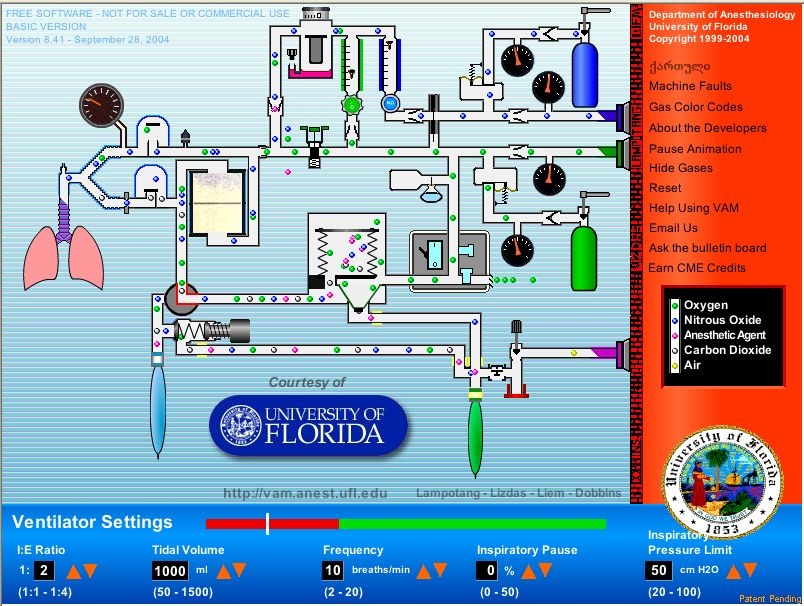 FREE SOFTWARE - NOT FOR SALE OR COMMERCIAL USE
BASIC VERSION
Version 8.41 - September 28, 2004
Department of Anesthesiology
University of Florida
Copyright 1999-2004
ქართული
Machine Faults
Gas Color Codes
About the Developers
Pause Animation
Hide Gases
Reset
Help Using VAM
Email Us
Ask the bulletin board
Earn CME Credits
Oxygen
Nitrous Oxide
Anesthetic Agent
Carbon Dioxide
Air
Courtesy of
UNIVERSITY OF
FLORIDA
http://vam.anest.ufl.edu
Lampotang - Lizdas - Liem - Dobbins
University of Florida
1853
Ventilator Settings
I:E Ratio
1: 2
(1:1 - 1:4)
Tidal Volume
1000 ml
(50 - 1500)
Frequency
10 breaths/min
(2 - 20)
Inspiratory Pause
0 %
(0 - 50)
Inspiratory
Pressure Limit
50 cm H2O
(20 - 100)
Patent Pending